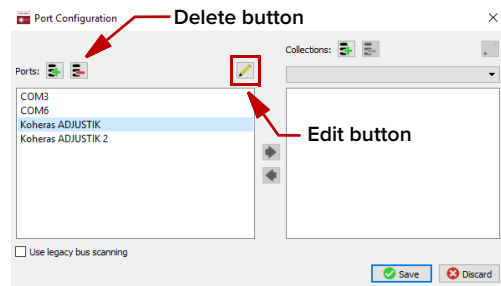 Port Configuration
Delete button
Collections:
Ports:
COM3
COM6
Koheras ADJUSTIK
Koheras ADJUSTIK 2
Edit button
Use legacy bus scanning
Save
Discard